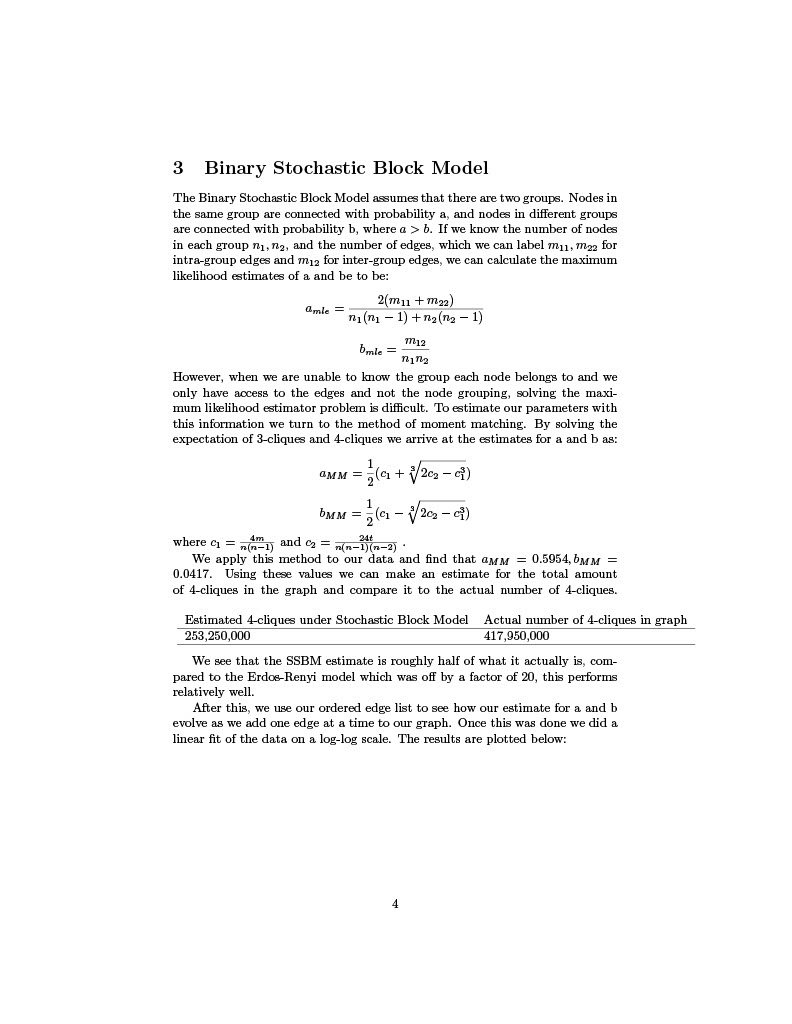 3 Binary Stochastic Block Model
The Binary Stochastic Block Model assumes that there are two groups. Nodes in
the same group are connected with probability a, and nodes in different groups
are connected with probability b, where a > b. If we know the number of nodes
in each group n₁, n₂, and the number of edges, which we can label m₁₁, m₂₂ for
intra-group edges and m₁₂ for inter-group edges, we can calculate the maximum
likelihood estimates of a and be to be:
a_{mle} = \frac{2(m_{11} + m_{22})}{n_1(n_1 - 1) + n_2(n_2 - 1)}
b_{mle} = \frac{m_{12}}{n_1 n_2}
However, when we are unable to know the group each node belongs to and we
only have access to the edges and not the node grouping, solving the maxi-
mum likelihood estimator problem is difficult. To estimate our parameters with
this information we turn to the method of moment matching. By solving the
expectation of 3-cliques and 4-cliques we arrive at the estimates for a and b as:
a_{MM} = \frac{1}{2}(c_1 + \sqrt[3]{2c_2 - c_1^3})
b_{MM} = \frac{1}{2}(c_1 - \sqrt[3]{2c_2 - c_1^3})
where c_1 = \frac{4m}{n(n-1)} and c_2 = \frac{24t}{n(n-1)(n-2)} .
We apply this method to our data and find that a_{MM} = 0.5954, b_{MM} =
0.0417. Using these values we can make an estimate for the total amount
of 4-cliques in the graph and compare it to the actual number of 4-cliques.
Estimated 4-cliques under Stochastic Block Model Actual number of 4-cliques in graph
253,250,000 417,950,000
We see that the SSBM estimate is roughly half of what it actually is, com-
pared to the Erdos-Renyi model which was off by a factor of 20, this performs
relatively well.
After this, we use our ordered edge list to see how our estimate for a and b
evolve as we add one edge at a time to our graph. Once this was done we did a
linear fit of the data on a log-log scale. The results are plotted below:
4